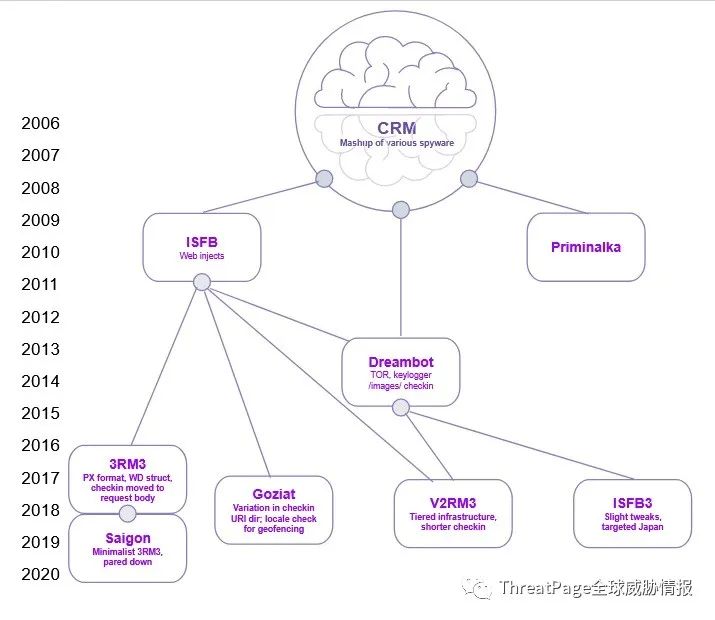 CRM
Mashup of various spyware
2006
2007
2008
2009
2010
2011
2012
2013
2014
2015
2016
2017
2018
2019
2020
ISFB
Web injects
Priminalka
Dreambot
TOR, keylogger
/images/ checkin
3RM3
PX format, WD struct,
checkin moved to
request body
Goziat
Variation in checkin
URI dir; locale check
for geofencing
V2RM3
Tiered infrastructure,
shorter checkin
ISFB3
Slight tweaks,
targeted Japan
Saigon
Minimalist 3RM3,
pared down
ThreatPage全球威胁情报